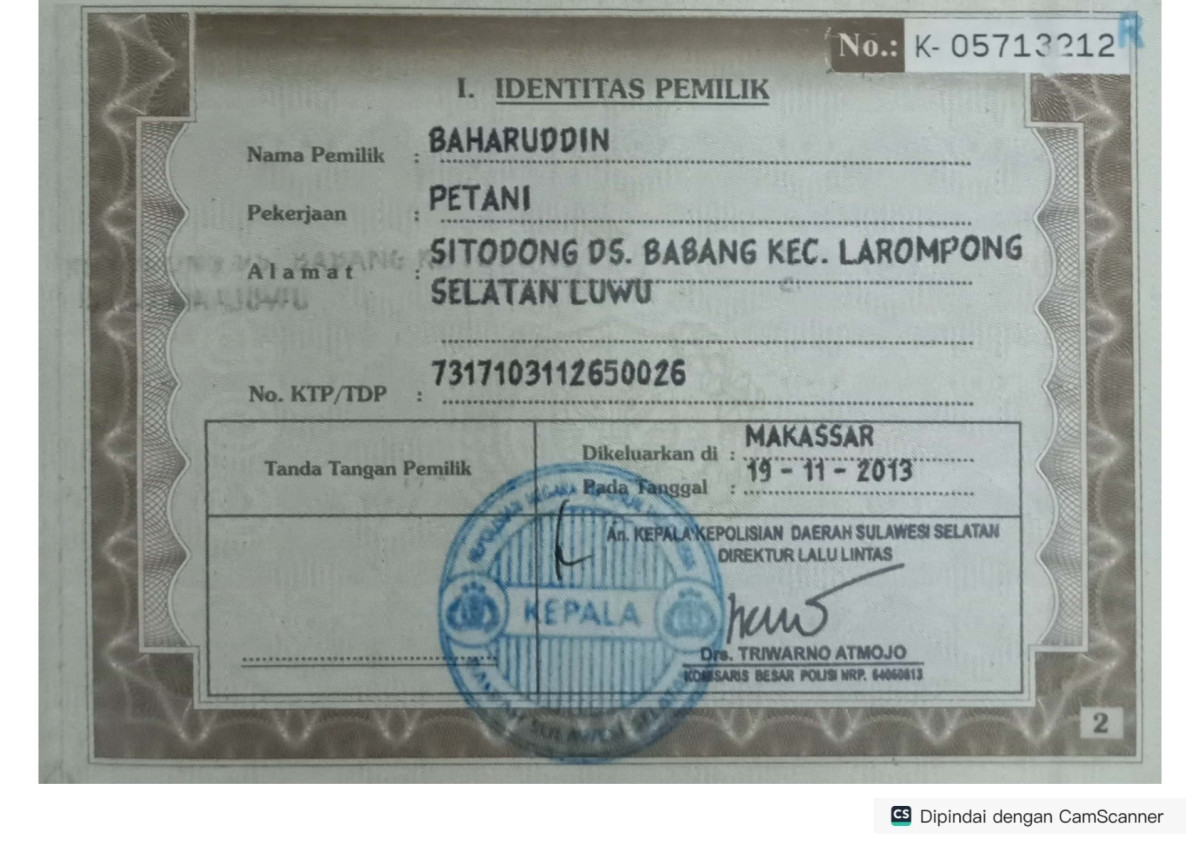 No.: K- 05713212
R
I. IDENTITAS PEMILIK
Nama Pemilik : BAHARUDDIN
Pekerjaan : PETANI
Alamat : SITODONG DS. BABANG KEC. LAROMPONG
SELATAN LUWU
No. KTP/TDP : 7317103112650026
Tanda Tangan Pemilik
Dikeluarkan di : MAKASSAR
Pada Tanggal : 19 - 11 - 2013
An. KEPALA KEPOLISIAN DAERAH SULAWESI SELATAN
DIREKTUR LALU LINTAS
KEPALA
Drs. TRIWARNO ATMOJO
KOMISARIS BESAR POLISI NRP. 64060813
2
CS Dipindai dengan CamScanner